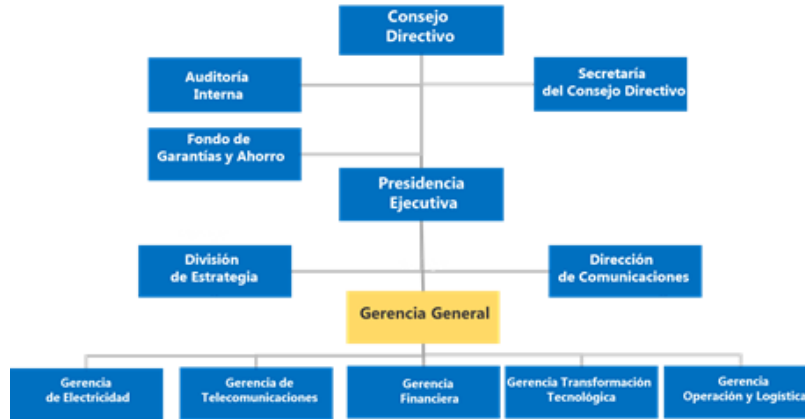 Consejo
Directivo
Auditoría
Interna
Secretaría
del Consejo Directivo
Fondo de
Garantías y Ahorro
Presidencia
Ejecutiva
División
de Estrategia
Dirección
de Comunicaciones
Gerencia General
Gerencia
de Electricidad
Gerencia de
Telecomunicaciones
Gerencia
Financiera
Gerencia Transformación
Tecnológica
Gerencia
Operación y Logística